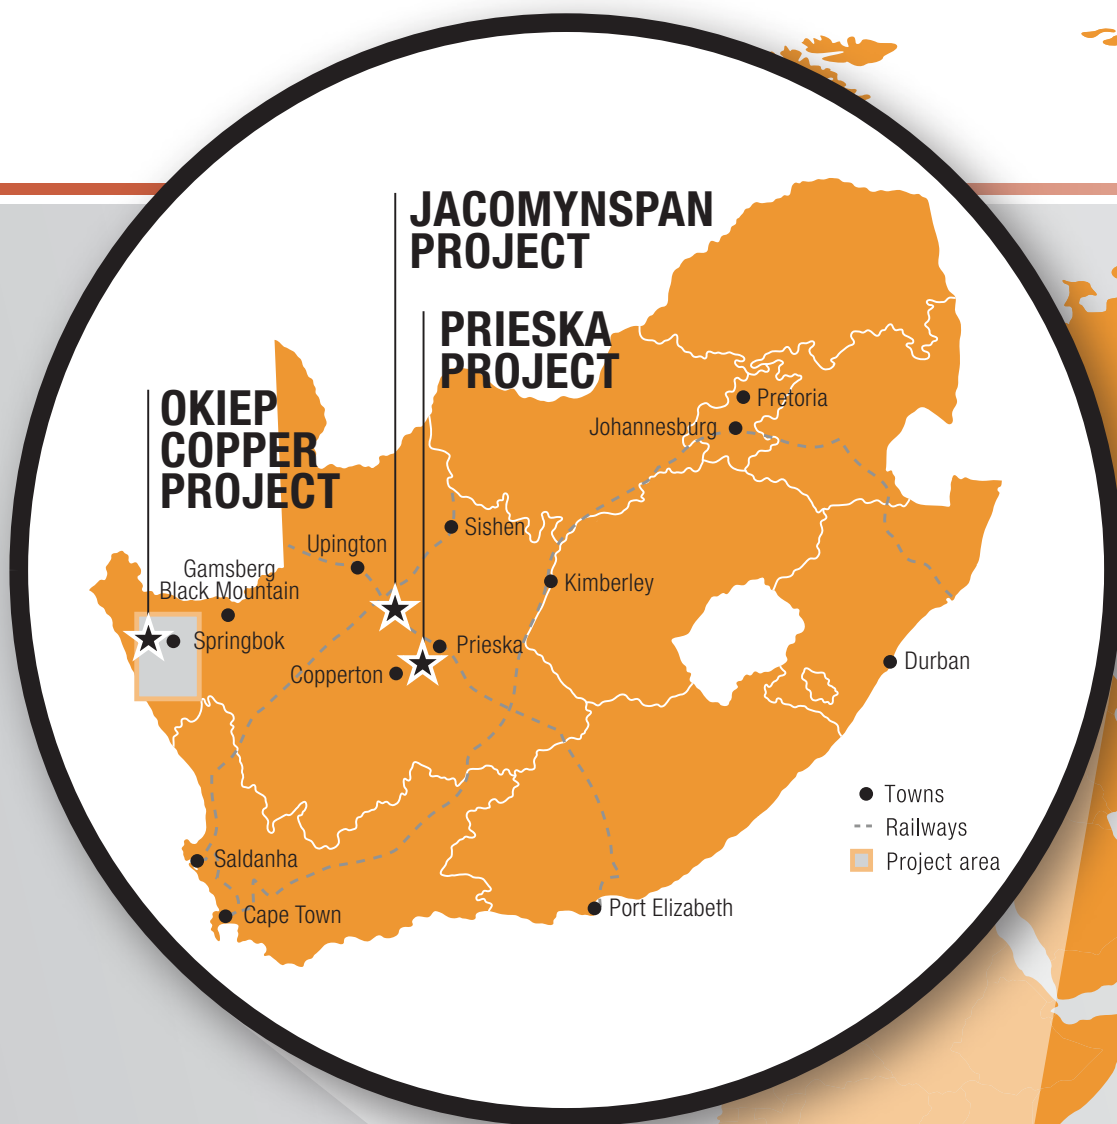 JACOMYNSPAN
PROJECT
PRIESKA
PROJECT
OKIEP
COPPER
PROJECT
Pretoria
Johannesburg
Sishen
Upington
Gamsberg
Black Mountain
Kimberley
Springbok
Prieska
Copperton
Durban
Towns
Railways
Project area
Saldanha
Cape Town
Port Elizabeth